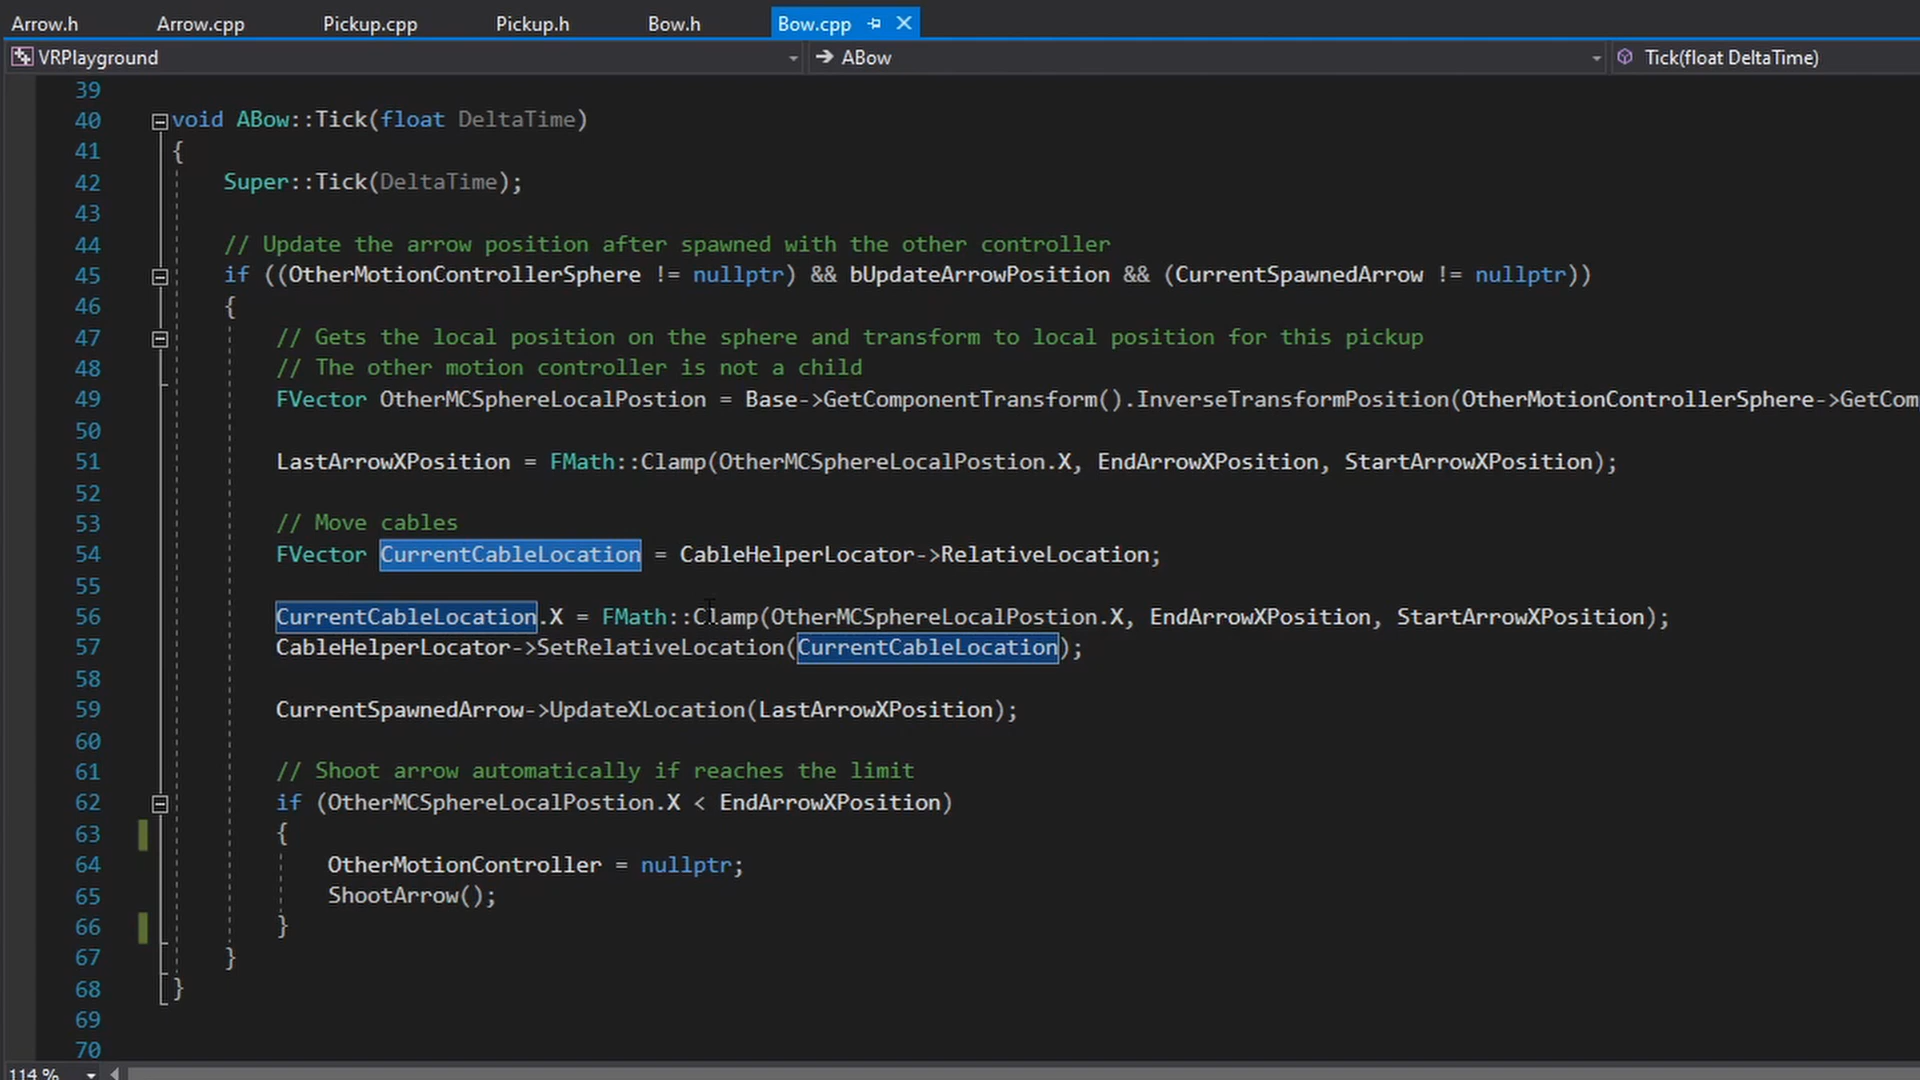 Arrow.h Arrow.cpp Pickup.cpp Pickup.h Bow.h Bow.cpp
VRPlayground ABow Tick(float DeltaTime)
39
40 void ABow::Tick(float DeltaTime)
41 {
42 Super::Tick(DeltaTime);
43
44 // Update the arrow position after spawned with the other controller
45 if ((OtherMotionControllerSphere != nullptr) && bUpdateArrowPosition && (CurrentSpawnedArrow != nullptr))
46 {
47 // Gets the local position on the sphere and transform to local position for this pickup
48 // The other motion controller is not a child
49 FVector OtherMCSphereLocalPostion = Base->GetComponentTransform().InverseTransformPosition(OtherMotionControllerSphere->GetCom
50
51 LastArrowXPosition = FMath::Clamp(OtherMCSphereLocalPostion.X, EndArrowXPosition, StartArrowXPosition);
52
53 // Move cables
54 FVector CurrentCableLocation = CableHelperLocator->RelativeLocation;
55
56 CurrentCableLocation.X = FMath::Clamp(OtherMCSphereLocalPostion.X, EndArrowXPosition, StartArrowXPosition);
57 CableHelperLocator->SetRelativeLocation(CurrentCableLocation);
58
59 CurrentSpawnedArrow->UpdateXLocation(LastArrowXPosition);
60
61 // Shoot arrow automatically if reaches the limit
62 if (OtherMCSphereLocalPostion.X < EndArrowXPosition)
63 {
64 OtherMotionController = nullptr;
65 ShootArrow();
66 }
67 }
68 }
69
70
114 %